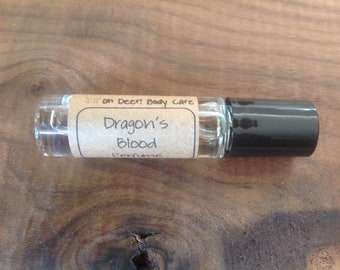 Oh Deer! Body Care
Dragon's
Blood
Perfume